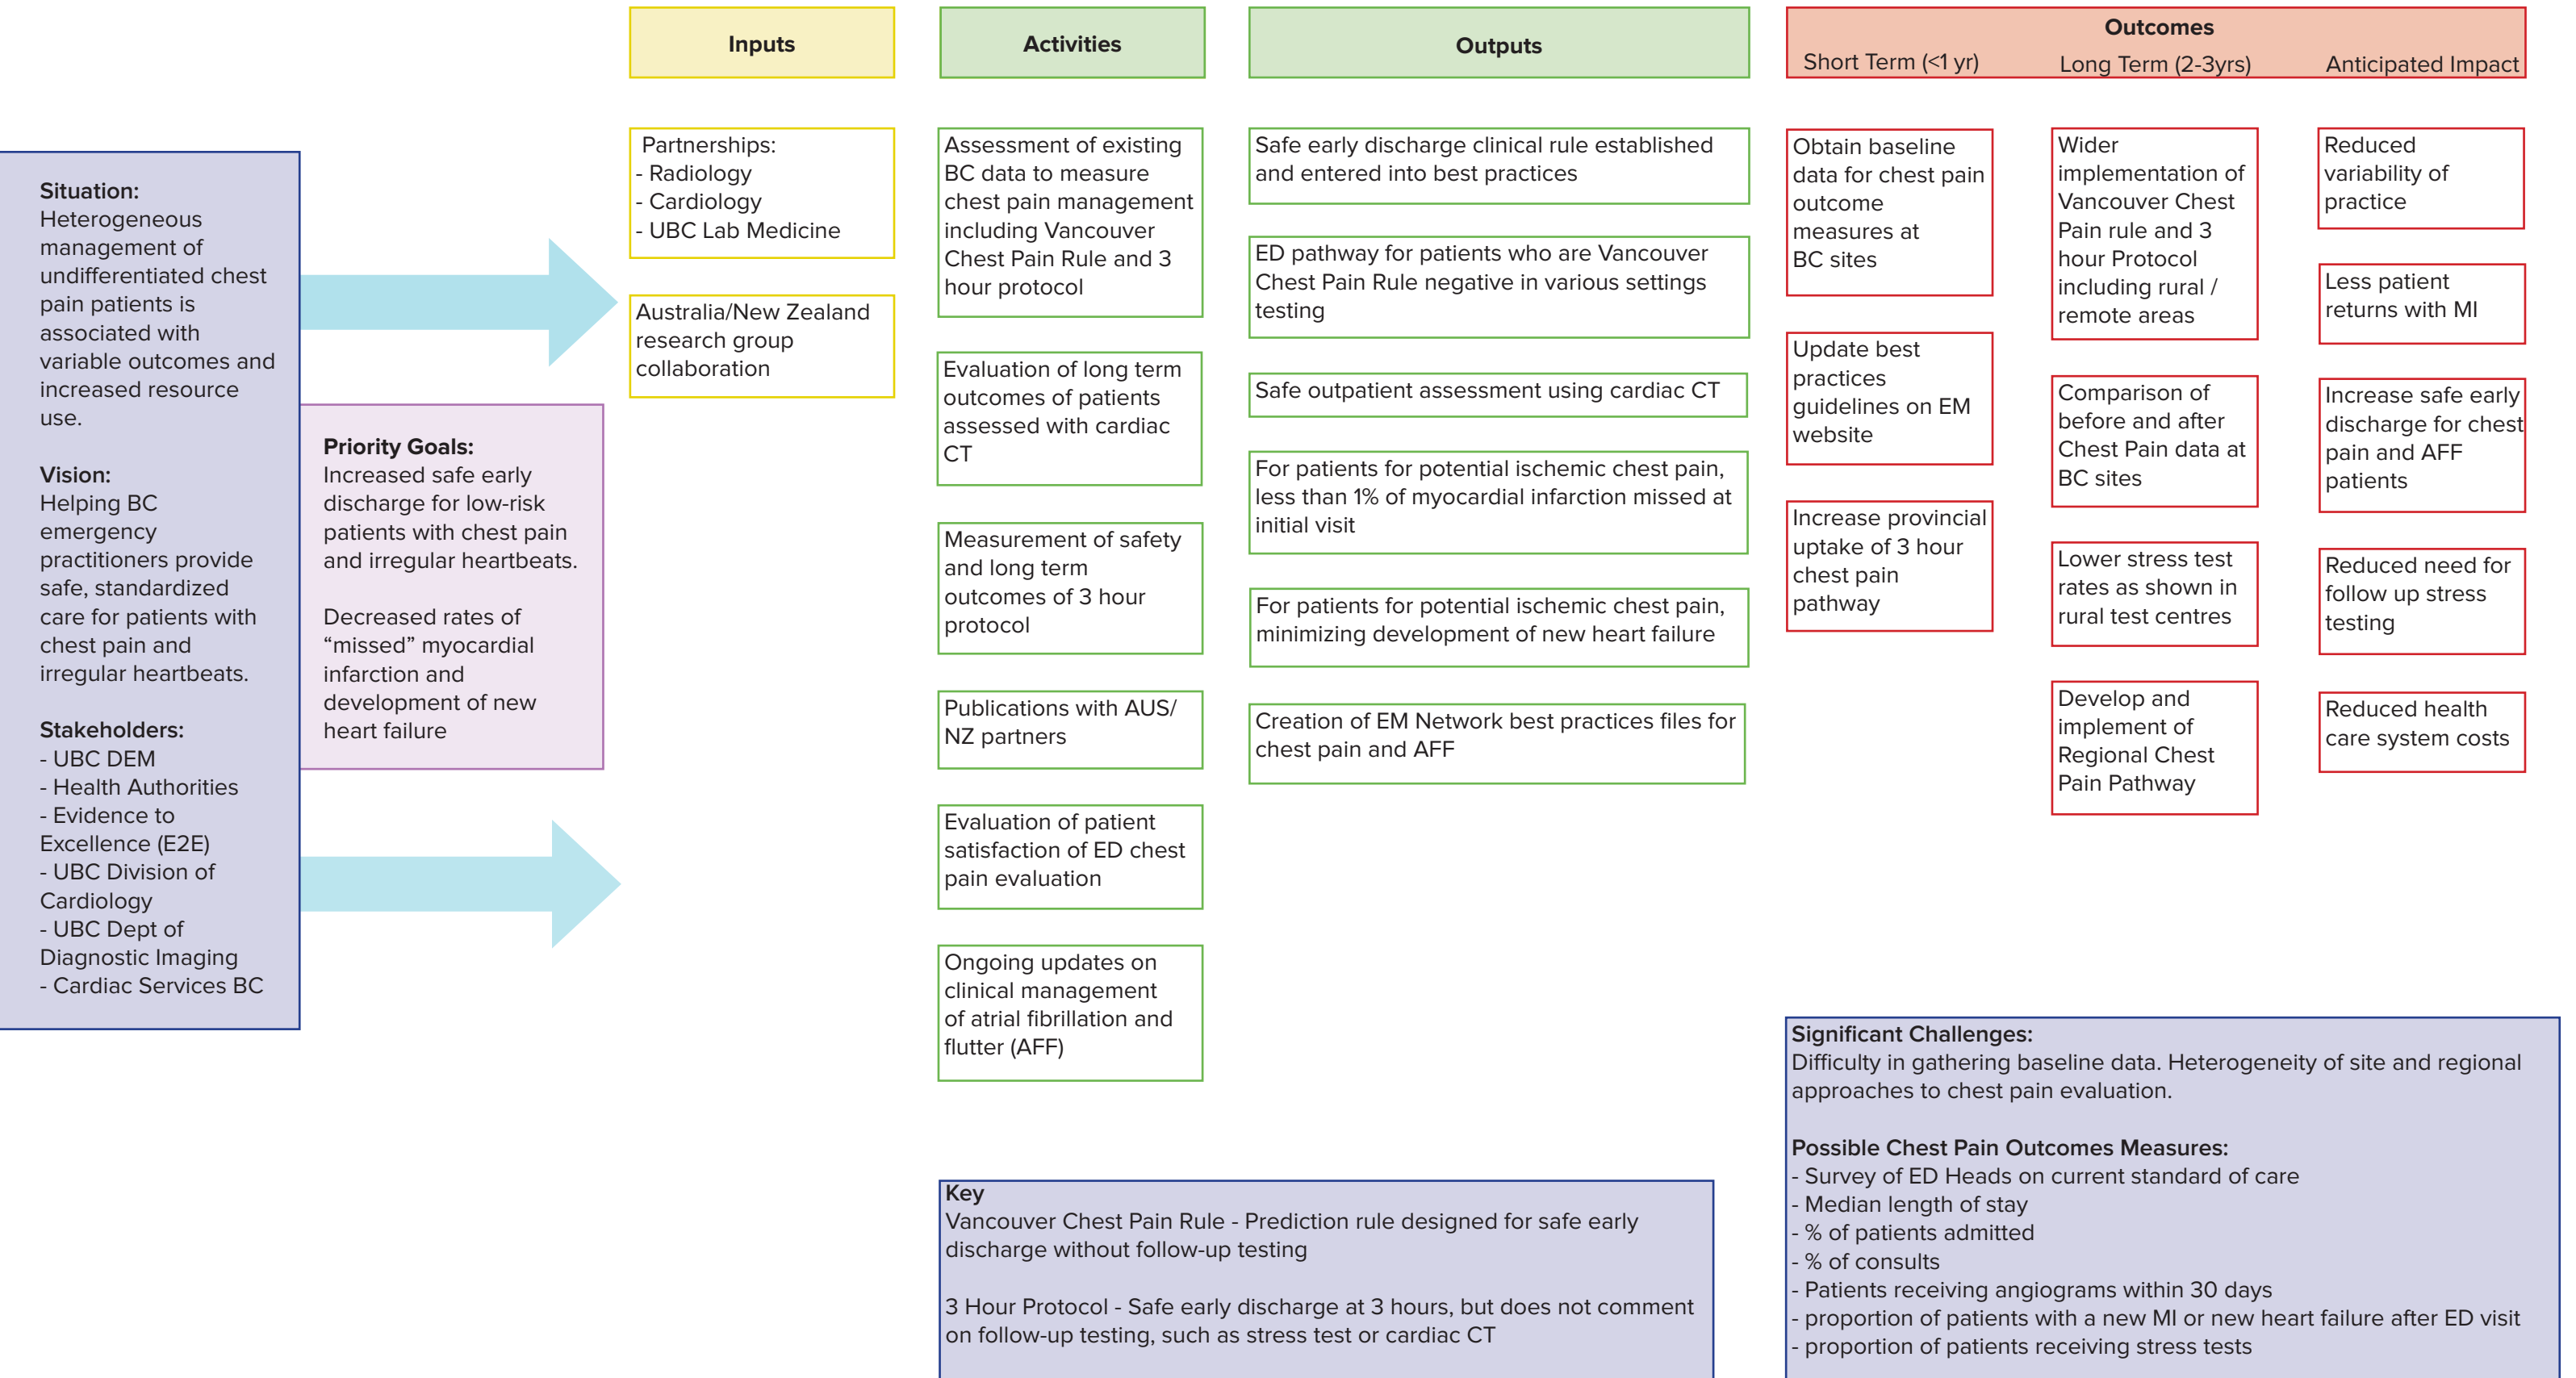 Inputs
Activities
Outputs
Outcomes
Short Term (<1 yr)
Long Term (2-3yrs)
Anticipated Impact
Situation:
Heterogeneous
management of
undifferentiated chest
pain patients is
associated with
variable outcomes and
increased resource
use.
Vision:
Helping BC
emergency
practitioners provide
safe, standardized
care for patients with
chest pain and
irregular heartbeats.
Stakeholders:
- UBC DEM
- Health Authorities
- Evidence to
Excellence (E2E)
- UBC Division of
Cardiology
- UBC Dept of
Diagnostic Imaging
- Cardiac Services BC
Priority Goals:
Increased safe early
discharge for low-risk
patients with chest pain
and irregular heartbeats.
Decreased rates of
“missed” myocardial
infarction and
development of new
heart failure
Partnerships:
- Radiology
- Cardiology
- UBC Lab Medicine
Australia/New Zealand
research group
collaboration
Assessment of existing
BC data to measure
chest pain management
including Vancouver
Chest Pain Rule and 3
hour protocol
Evaluation of long term
outcomes of patients
assessed with cardiac
CT
Measurement of safety
and long term
outcomes of 3 hour
protocol
Publications with AUS/
NZ partners
Evaluation of patient
satisfaction of ED chest
pain evaluation
Ongoing updates on
clinical management
of atrial fibrillation and
flutter (AFF)
Safe early discharge clinical rule established
and entered into best practices
ED pathway for patients who are Vancouver
Chest Pain Rule negative in various settings
testing
Safe outpatient assessment using cardiac CT
For patients for potential ischemic chest pain,
less than 1% of myocardial infarction missed at
initial visit
For patients for potential ischemic chest pain,
minimizing development of new heart failure
Creation of EM Network best practices files for
chest pain and AFF
Obtain baseline
data for chest pain
outcome
measures at
BC sites
Update best
practices
guidelines on EM
website
Increase provincial
uptake of 3 hour
chest pain
pathway
Wider
implementation of
Vancouver Chest
Pain rule and 3
hour Protocol
including rural /
remote areas
Comparison of
before and after
Chest Pain data at
BC sites
Lower stress test
rates as shown in
rural test centres
Develop and
implement of
Regional Chest
Pain Pathway
Reduced
variability of
practice
Less patient
returns with MI
Increase safe early
discharge for chest
pain and AFF
patients
Reduced need for
follow up stress
testing
Reduced health
care system costs
Key
Vancouver Chest Pain Rule - Prediction rule designed for safe early
discharge without follow-up testing
3 Hour Protocol - Safe early discharge at 3 hours, but does not comment
on follow-up testing, such as stress test or cardiac CT
Significant Challenges:
Difficulty in gathering baseline data. Heterogeneity of site and regional
approaches to chest pain evaluation.
Possible Chest Pain Outcomes Measures:
- Survey of ED Heads on current standard of care
- Median length of stay
- % of patients admitted
- % of consults
- Patients receiving angiograms within 30 days
- proportion of patients with a new MI or new heart failure after ED visit
- proportion of patients receiving stress tests